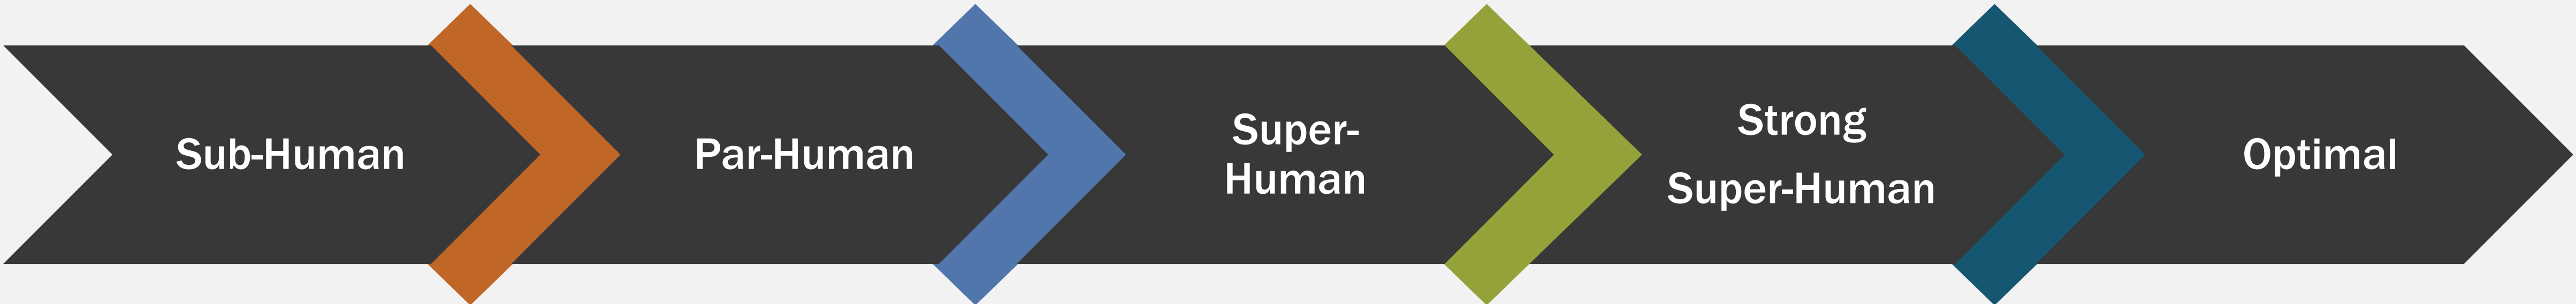 Sub-Human
Par-Human
Super-
Human
Strong
Super-Human
Optimal